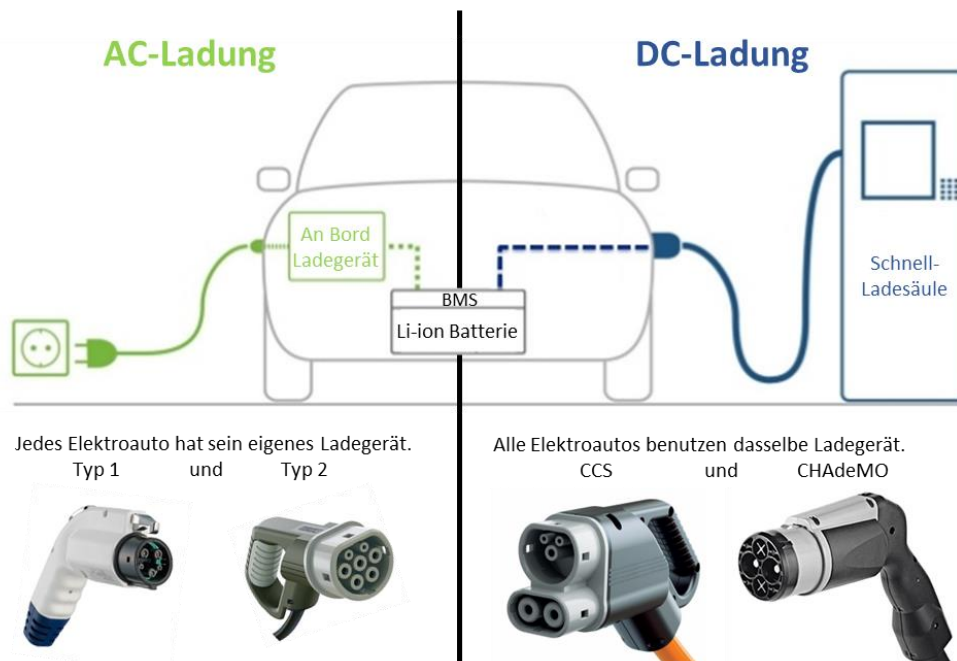 AC-Ladung
DC-Ladung
An Bord
Ladegerät
BMS
Li-ion Batterie
Schnell-
Ladesäule
Jedes Elektroauto hat sein eigenes Ladegerät.
Typ 1 und Typ 2
Alle Elektroautos benutzen dasselbe Ladegerät.
CCS und CHAdeMO